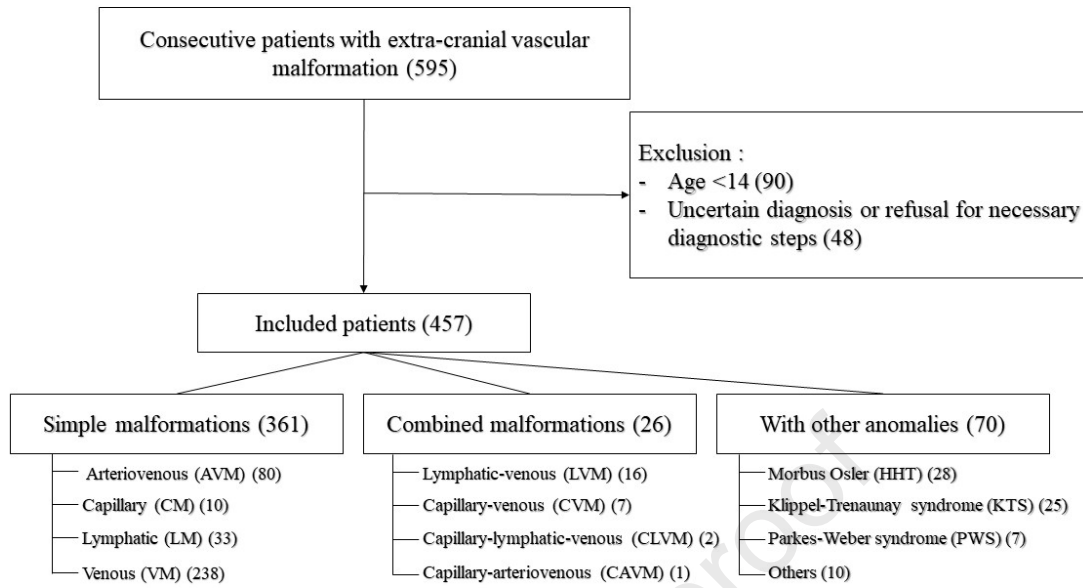 Consecutive patients with extra-cranial vascular
malformation (595)
Exclusion :
- Age <14 (90)
- Uncertain diagnosis or refusal for necessary
diagnostic steps (48)
Included patients (457)
Simple malformations (361)
Arteriovenous (AVM) (80)
Capillary (CM) (10)
Lymphatic (LM) (33)
Venous (VM) (238)
Combined malformations (26)
Lymphatic-venous (LVM) (16)
Capillary-venous (CVM) (7)
Capillary-lymphatic-venous (CLVM) (2)
Capillary-arteriovenous (CAVM) (1)
With other anomalies (70)
Morbus Osler (HHT) (28)
Klippel-Trenaunay syndrome (KTS) (25)
Parkes-Weber syndrome (PWS) (7)
Others (10)
proof